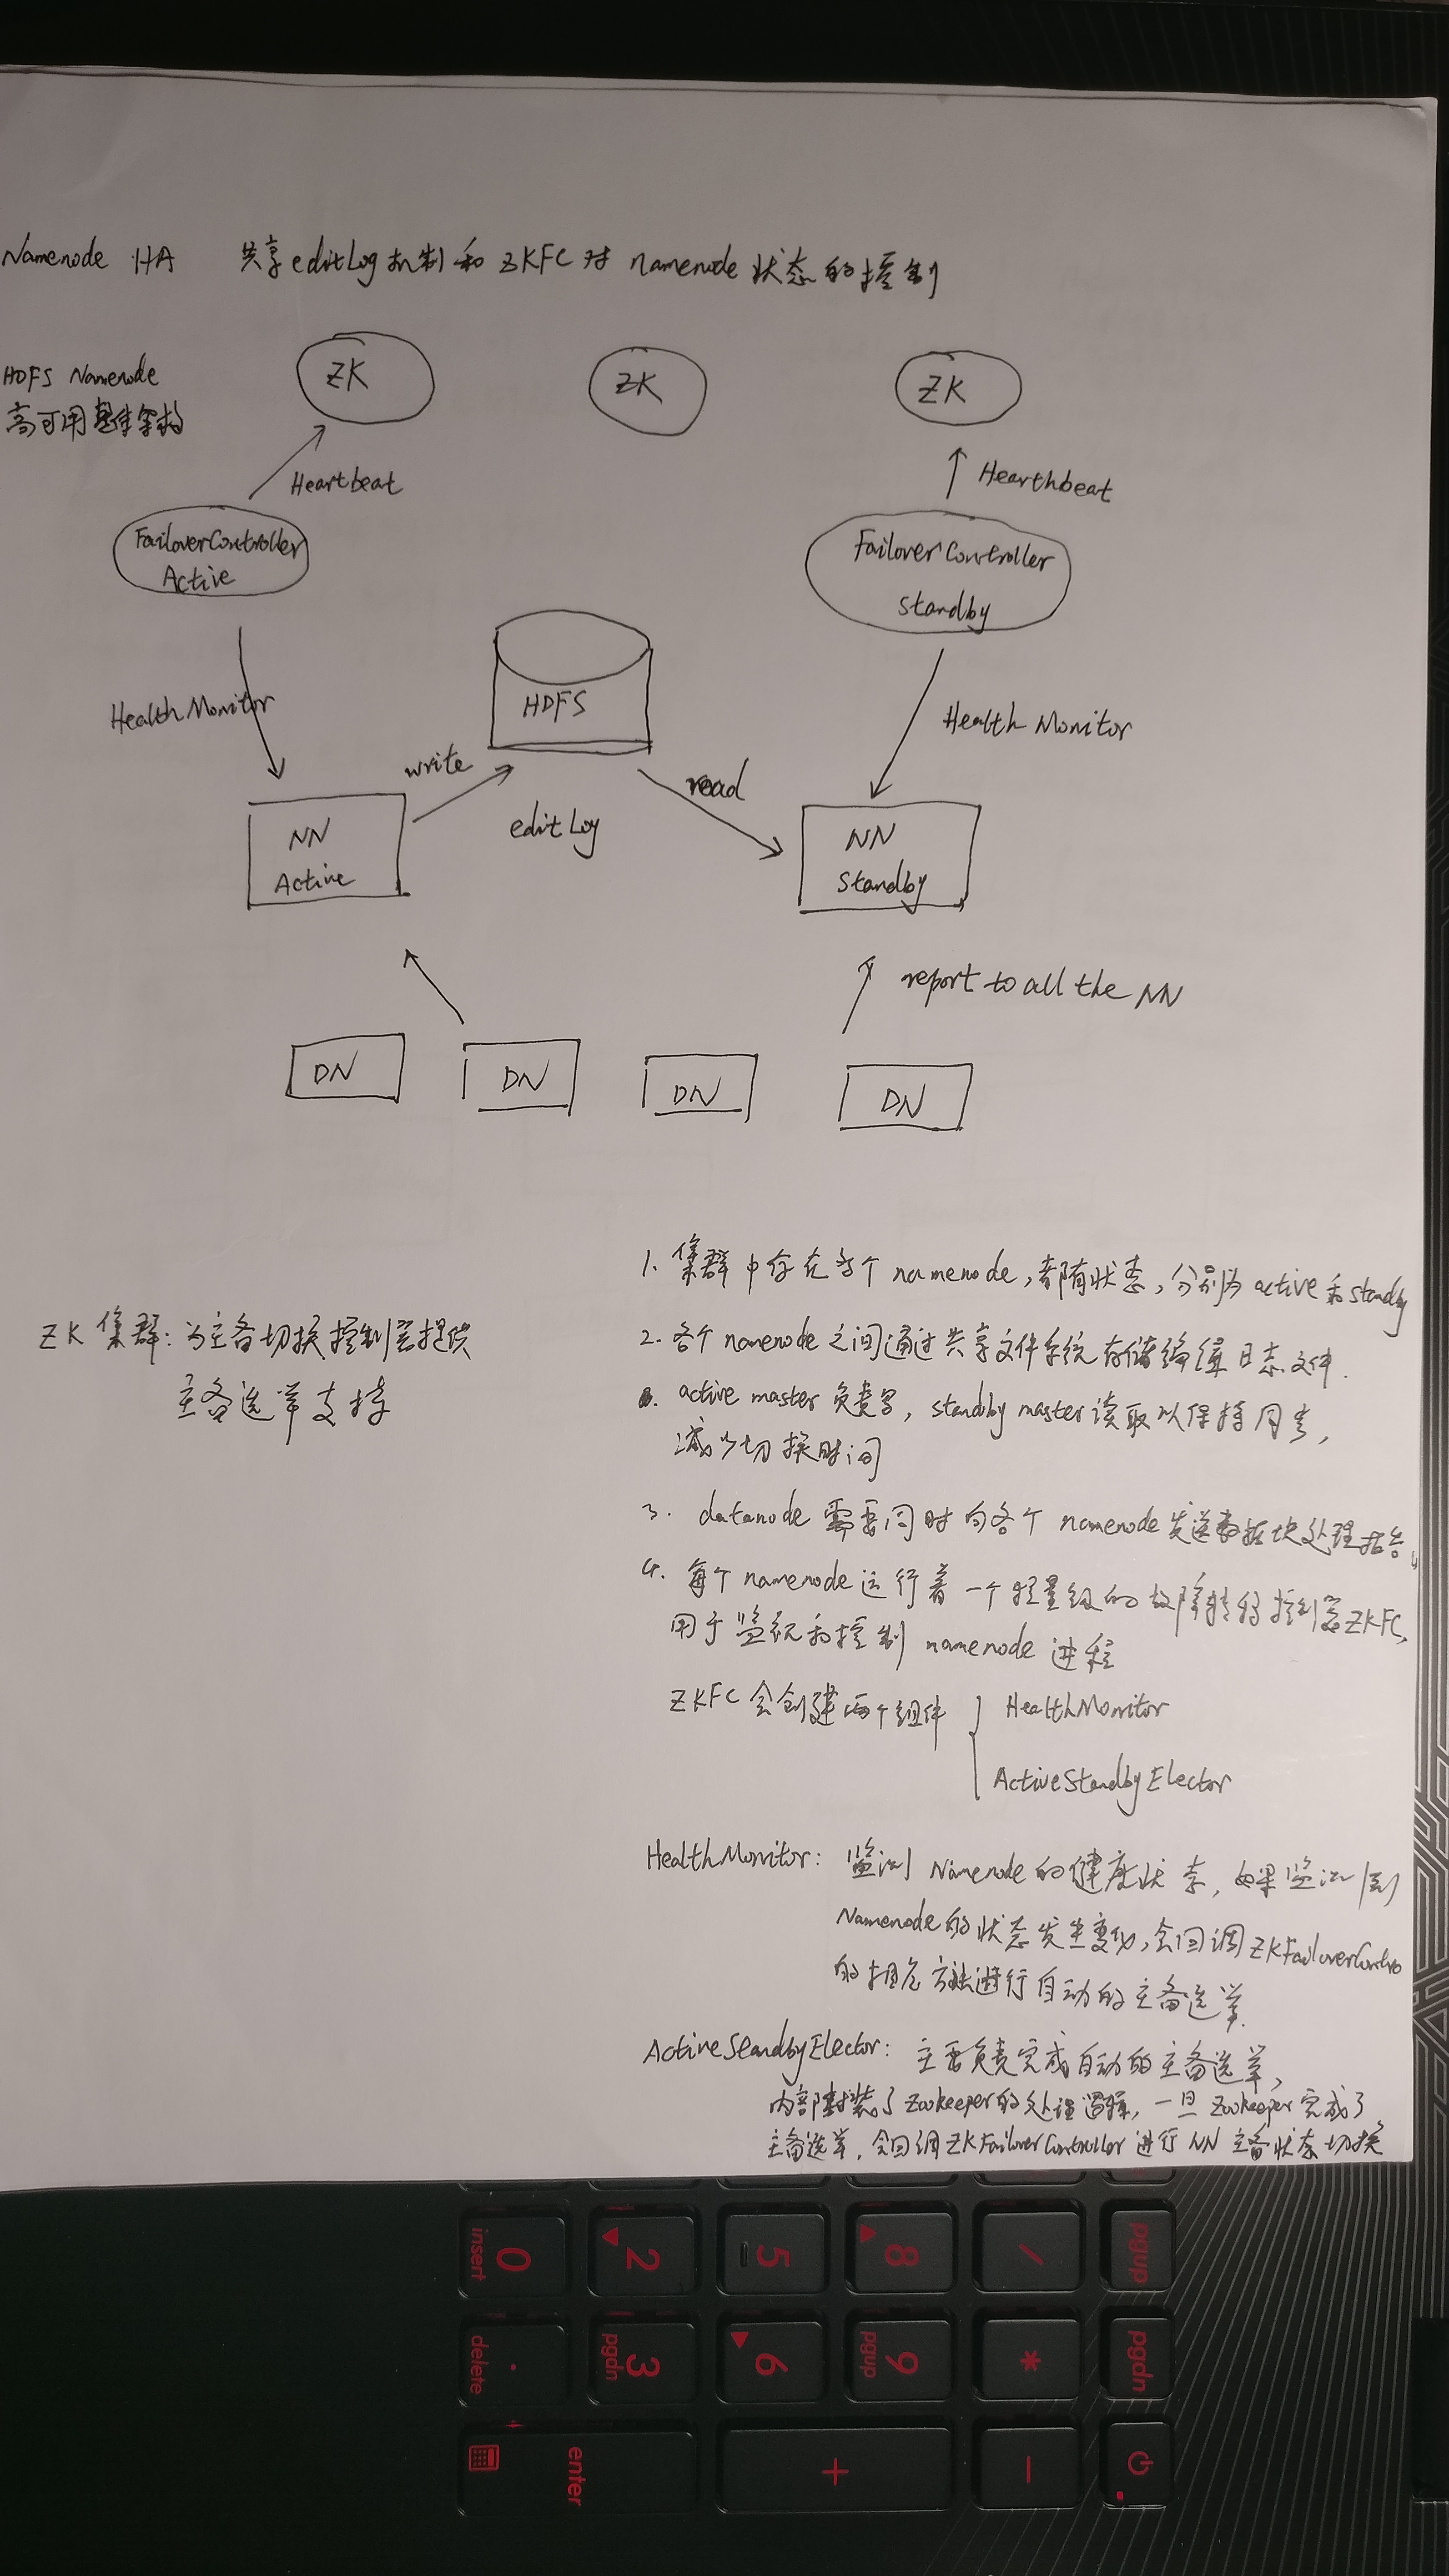 Namenode HA 共享editLog机制和ZKFC对namenode状态的控制
HDFS Namenode
高可用整体架构
ZK
ZK
ZK
Heartbeat
Hearthbeat
FailoverController
Active
FailoverController
Standby
HDFS
Health Monitor
Health Monitor
write
read
editLog
NN
Active
NN
Standby
report to all the NN
DN
DN
DN
DN
ZK集群:为主备切换控制器提供
主备选举支持
1. 集群中存在多个namenode,都有状态,分别为active和standby
2. 各个namenode之间通过共享文件系统存储编辑日志文件.
active master负责写, standby master读取以保持同步,
减少切换时间
3. datanode需要同时向各个namenode发送数据块处理报告
4. 每个namenode运行着一个轻量级的故障转移控制器ZKFC,
用于监视和控制namenode进程
ZKFC会创建两个组件
HealthMonitor
ActiveStandbyElector
HealthMonitor: 监测Namenode的健康状态, 如果监测到
Namenode的状态发生变动,会回调ZKFailoverContro
的相应方法进行自动的主备选举.
ActiveStandbyElector: 主要负责完成自动的主备选举,
内部封装了Zookeeper的处理逻辑, 一旦Zookeeper完成了
主备选举, 会回调ZKFailoverController进行NN主备状态切换
pgup
/
8
5
2
0
insert
pgdn
*
9
pgup
6
3
pgdn
.
delete
-
+
enter